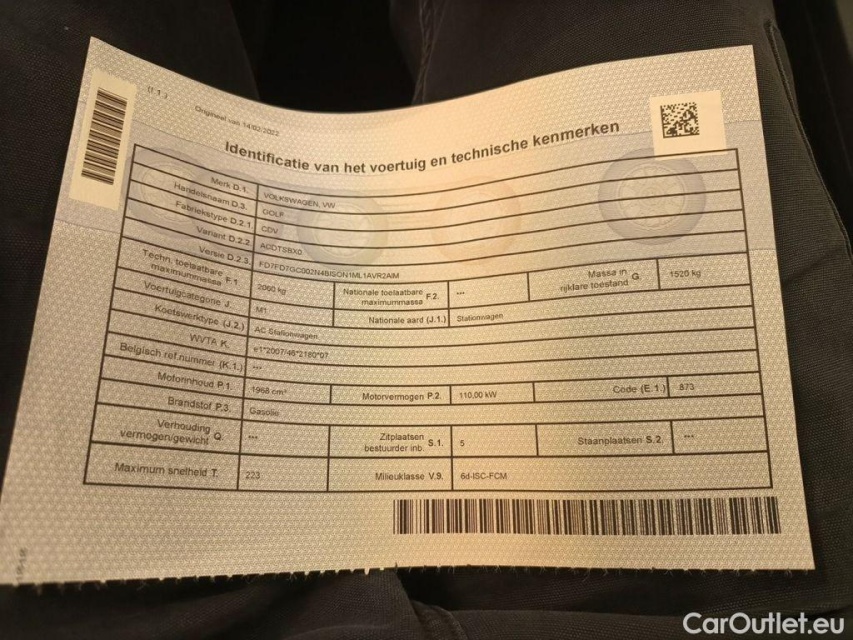 (I.1.)
Origineel van 14/02/2022
Identificatie van het voertuig en technische kenmerken
Merk D.1. VOLKSWAGEN, VW
Handelsnaam D.3. GOLF
Fabriekstype D.2.1 CDV
Variant D.2.2 ACDTSBX0
Versie D.2.3 FD7FD7GC002N4BISON1ML1AVR2AIM
Techn. toelaatbare maximummassa F.1 2060 kg Nationale toelaatbare maximummassa F.2. --- Massa in rijklare toestand G. 1520 kg
Voertuigcategorie J. M1 Nationale aard (J.1.) Stationwagen
Koetswerktype (J.2.) AC Stationwagen
WVTA K. e1*2007/46*2180*07
Belgisch ref.nummer (K.1.) ---
Motorinhoud P.1. 1968 cm³ Motorvermogen P.2. 110,00 kW Code (E.1.) 873
Brandstof P.3. Gasolie
Verhouding vermogen/gewicht Q. --- Zitplaatsen bestuurder inb. S.1. 5 Staanplaatsen S.2. ---
Maximum snelheid T. 223 Milieuklasse V.9. 6d-ISC-FCM
CarOutlet.eu